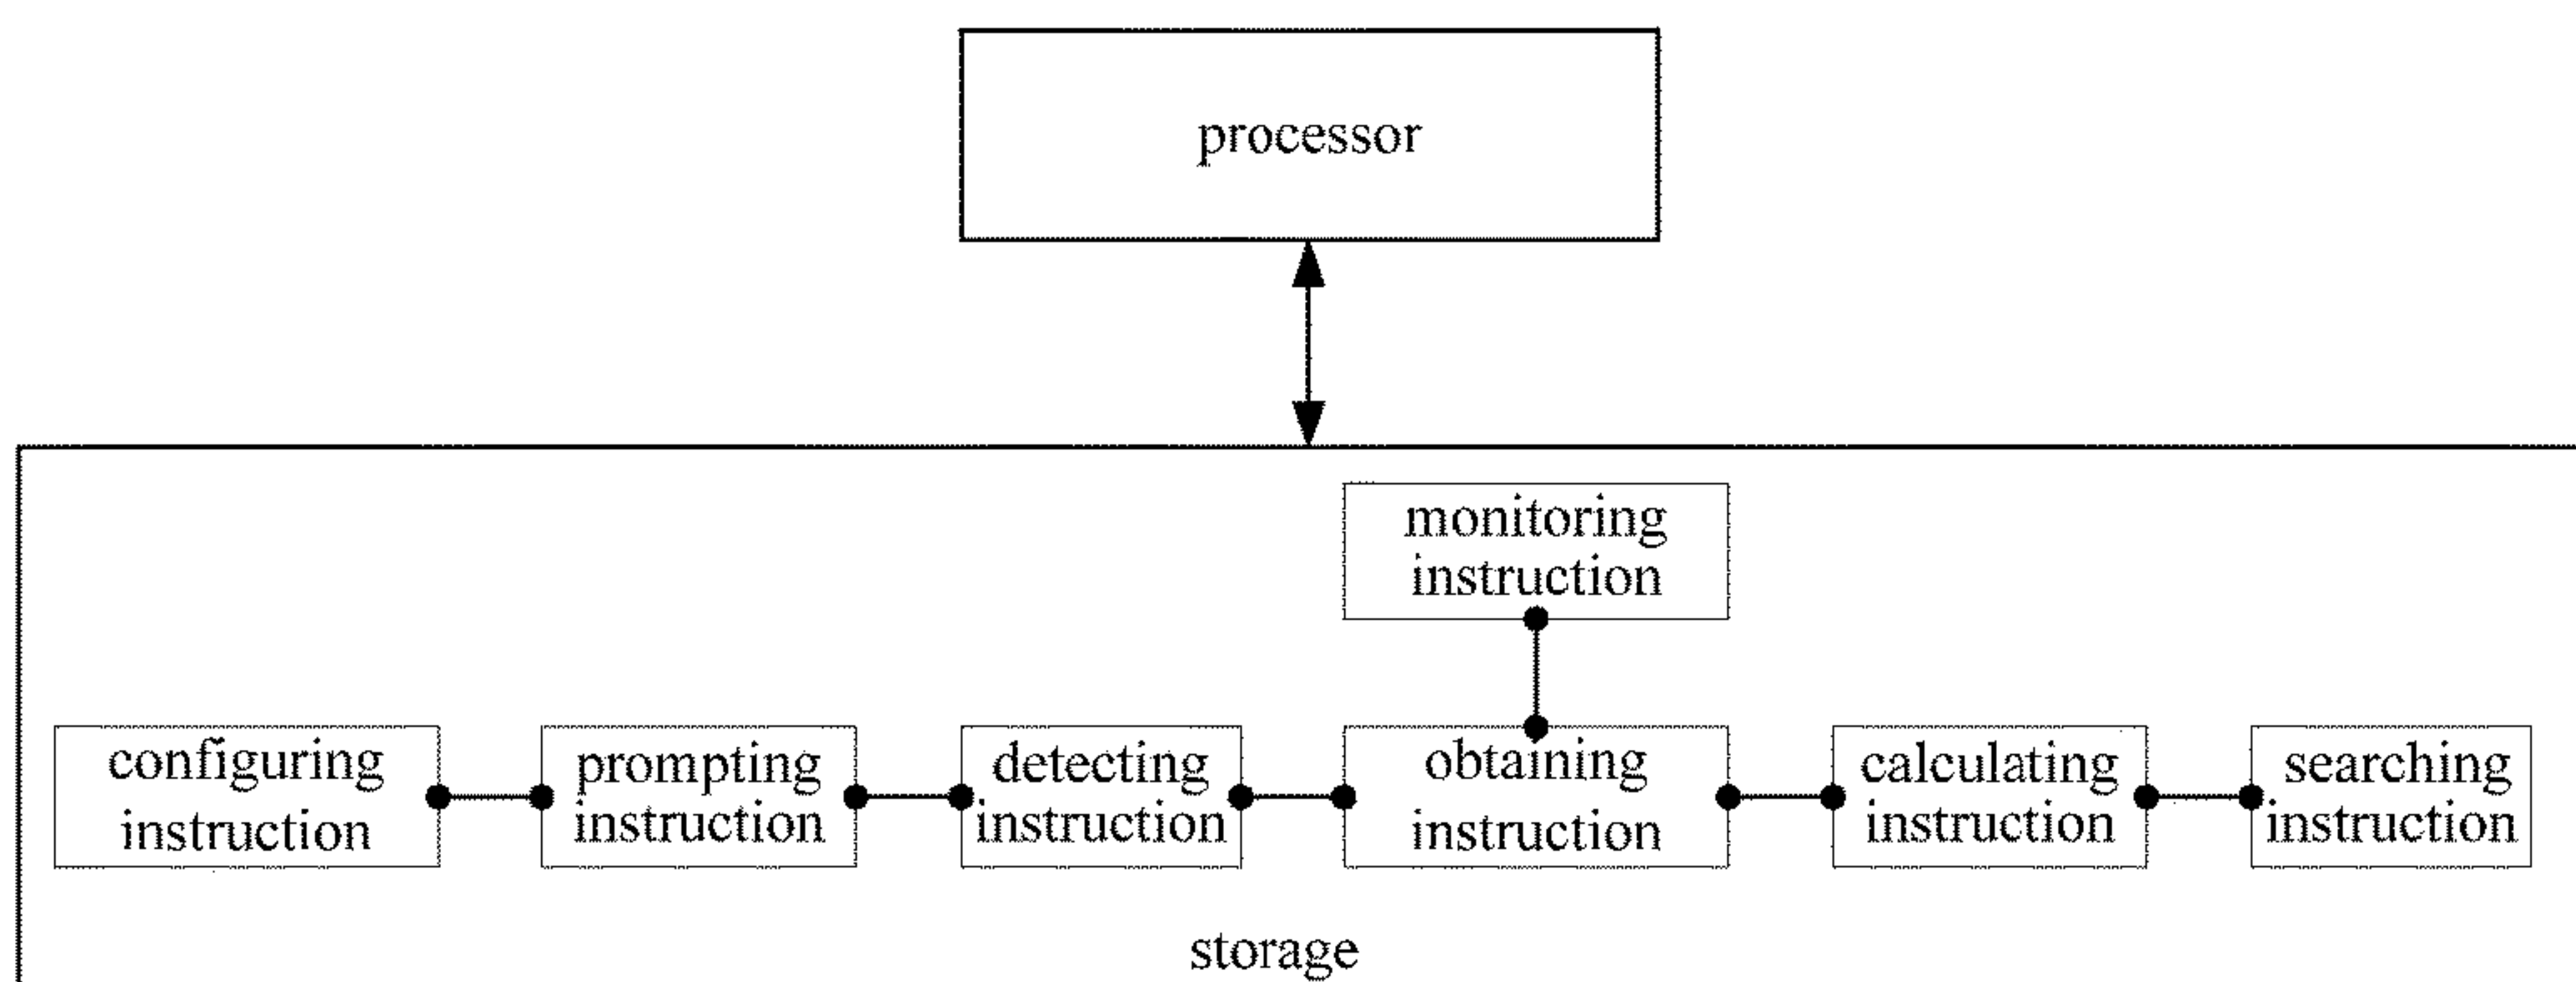 processor
monitoring
instruction
configuring
instruction
prompting
instruction
detecting
instruction
obtaining
instruction
calculating
instruction
searching
instruction
storage